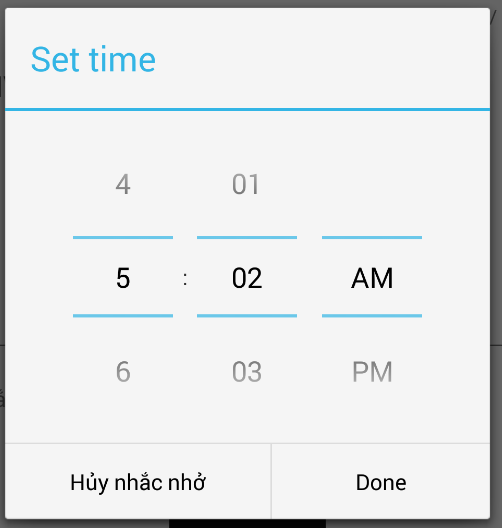 Set time
4 01
5 : 02 AM
6 03 PM
Hủy nhắc nhở Done